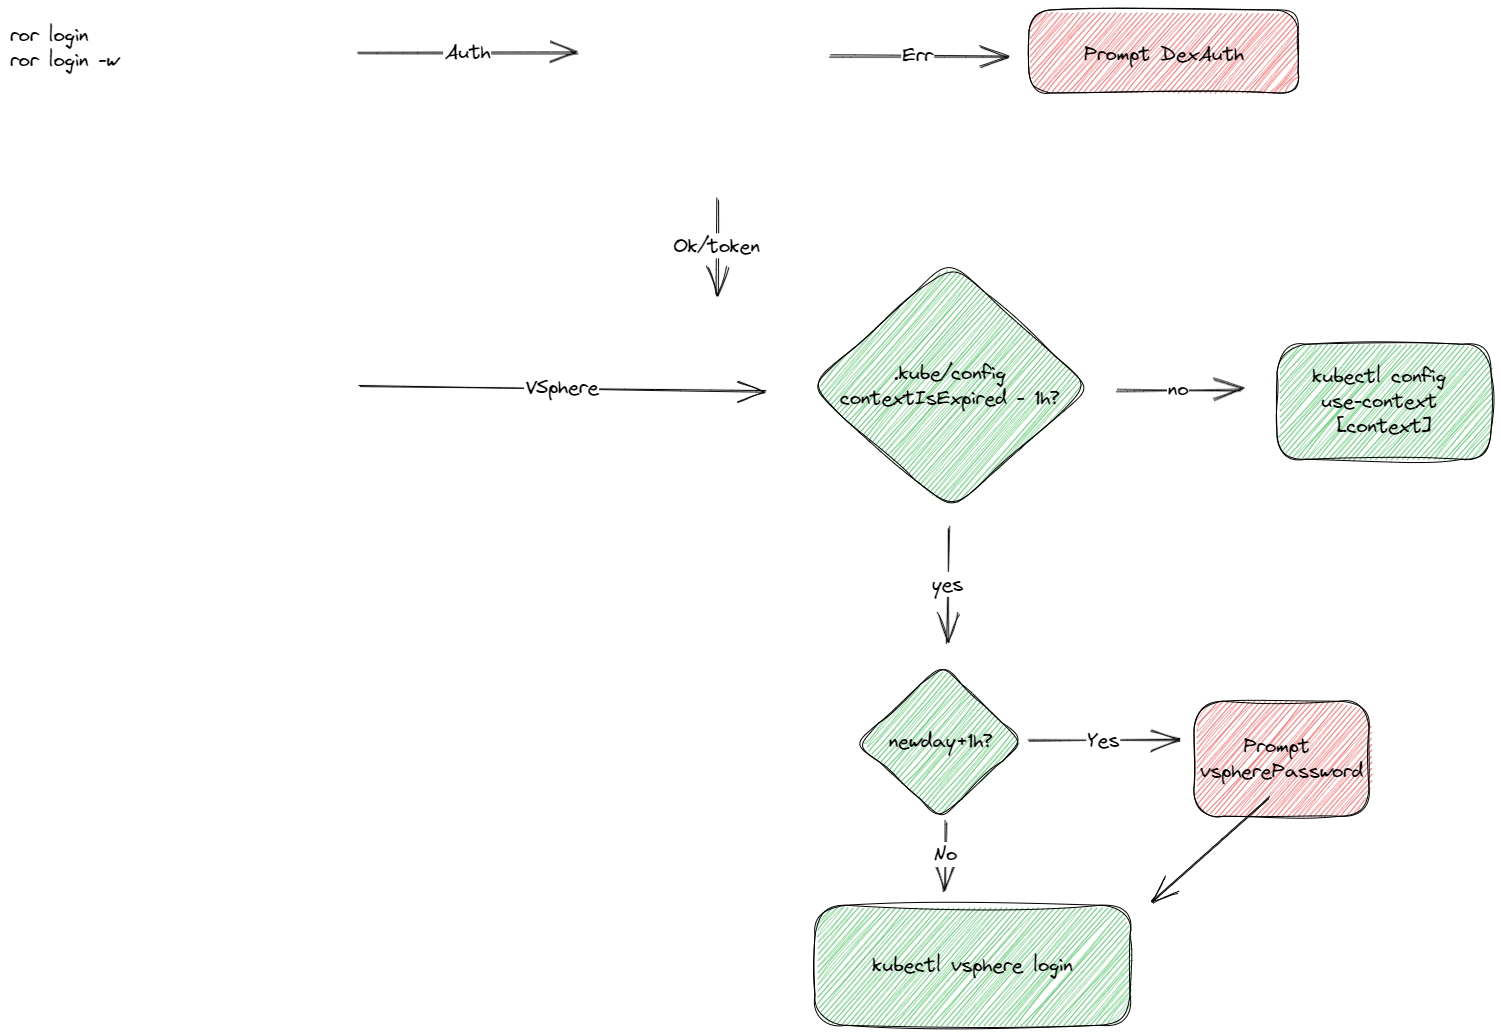 ror login
ror login -w
Auth
Err
Prompt DexAuth
Ok/token
VSphere
.kube/config
contextIsExpired - 1h?
no
kubectl config
use-context
[context]
yes
newday+1h?
Yes
Prompt
vspherePassword
No
kubectl vsphere login